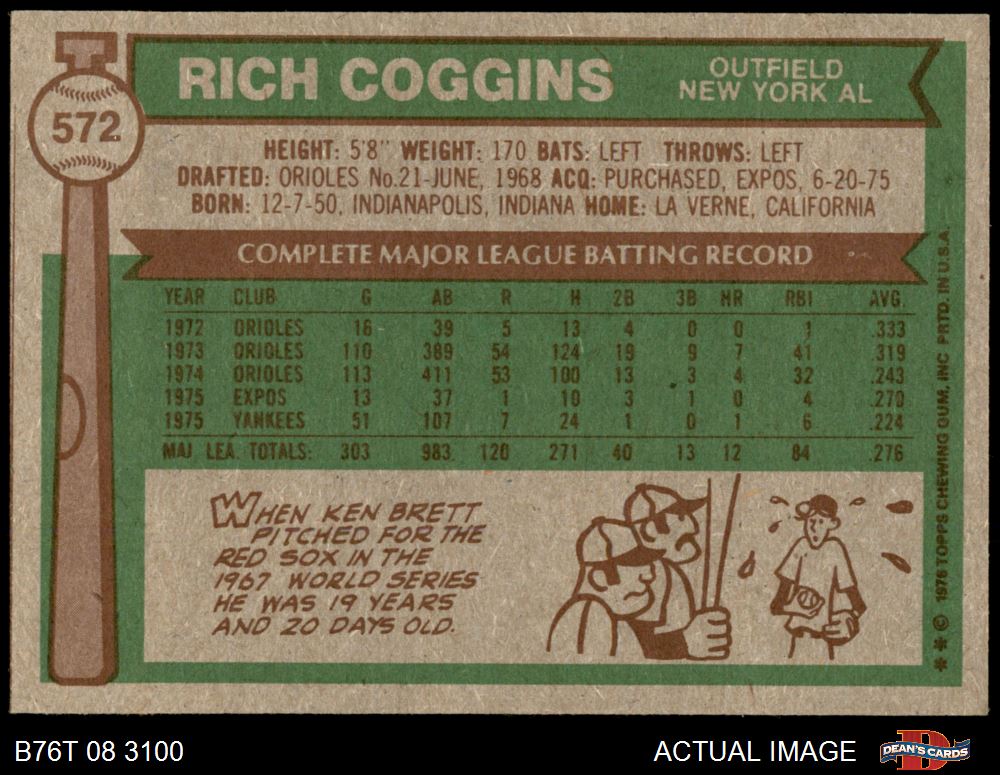 572
RICH COGGINS
OUTFIELD
NEW YORK AL
HEIGHT: 5'8" WEIGHT: 170 BATS: LEFT THROWS: LEFT
DRAFTED: ORIOLES No.21-JUNE, 1968 ACQ: PURCHASED, EXPOS, 6-20-75
BORN: 12-7-50, INDIANAPOLIS, INDIANA HOME: LA VERNE, CALIFORNIA
COMPLETE MAJOR LEAGUE BATTING RECORD
YEAR CLUB G AB R H 2B 3B HR RBI AVG.
1972 ORIOLES 16 39 5 13 4 0 0 1 .333
1973 ORIOLES 110 389 54 124 19 9 7 41 .319
1974 ORIOLES 113 411 53 100 13 3 4 32 .243
1975 EXPOS 13 37 1 10 3 1 0 4 .270
1975 YANKEES 51 107 7 24 1 0 1 6 .224
MAJ. LEA. TOTALS: 303 983 120 271 40 13 12 84 .276
WHEN KEN BRETT
PITCHED FOR THE
RED SOX IN THE
1967 WORLD SERIES
HE WAS 19 YEARS
AND 20 DAYS OLD.
** © 1976 TOPPS CHEWING GUM, INC PRTD. IN U.S.A.
B76T 08 3100
ACTUAL IMAGE
D
DEAN'S CARDS